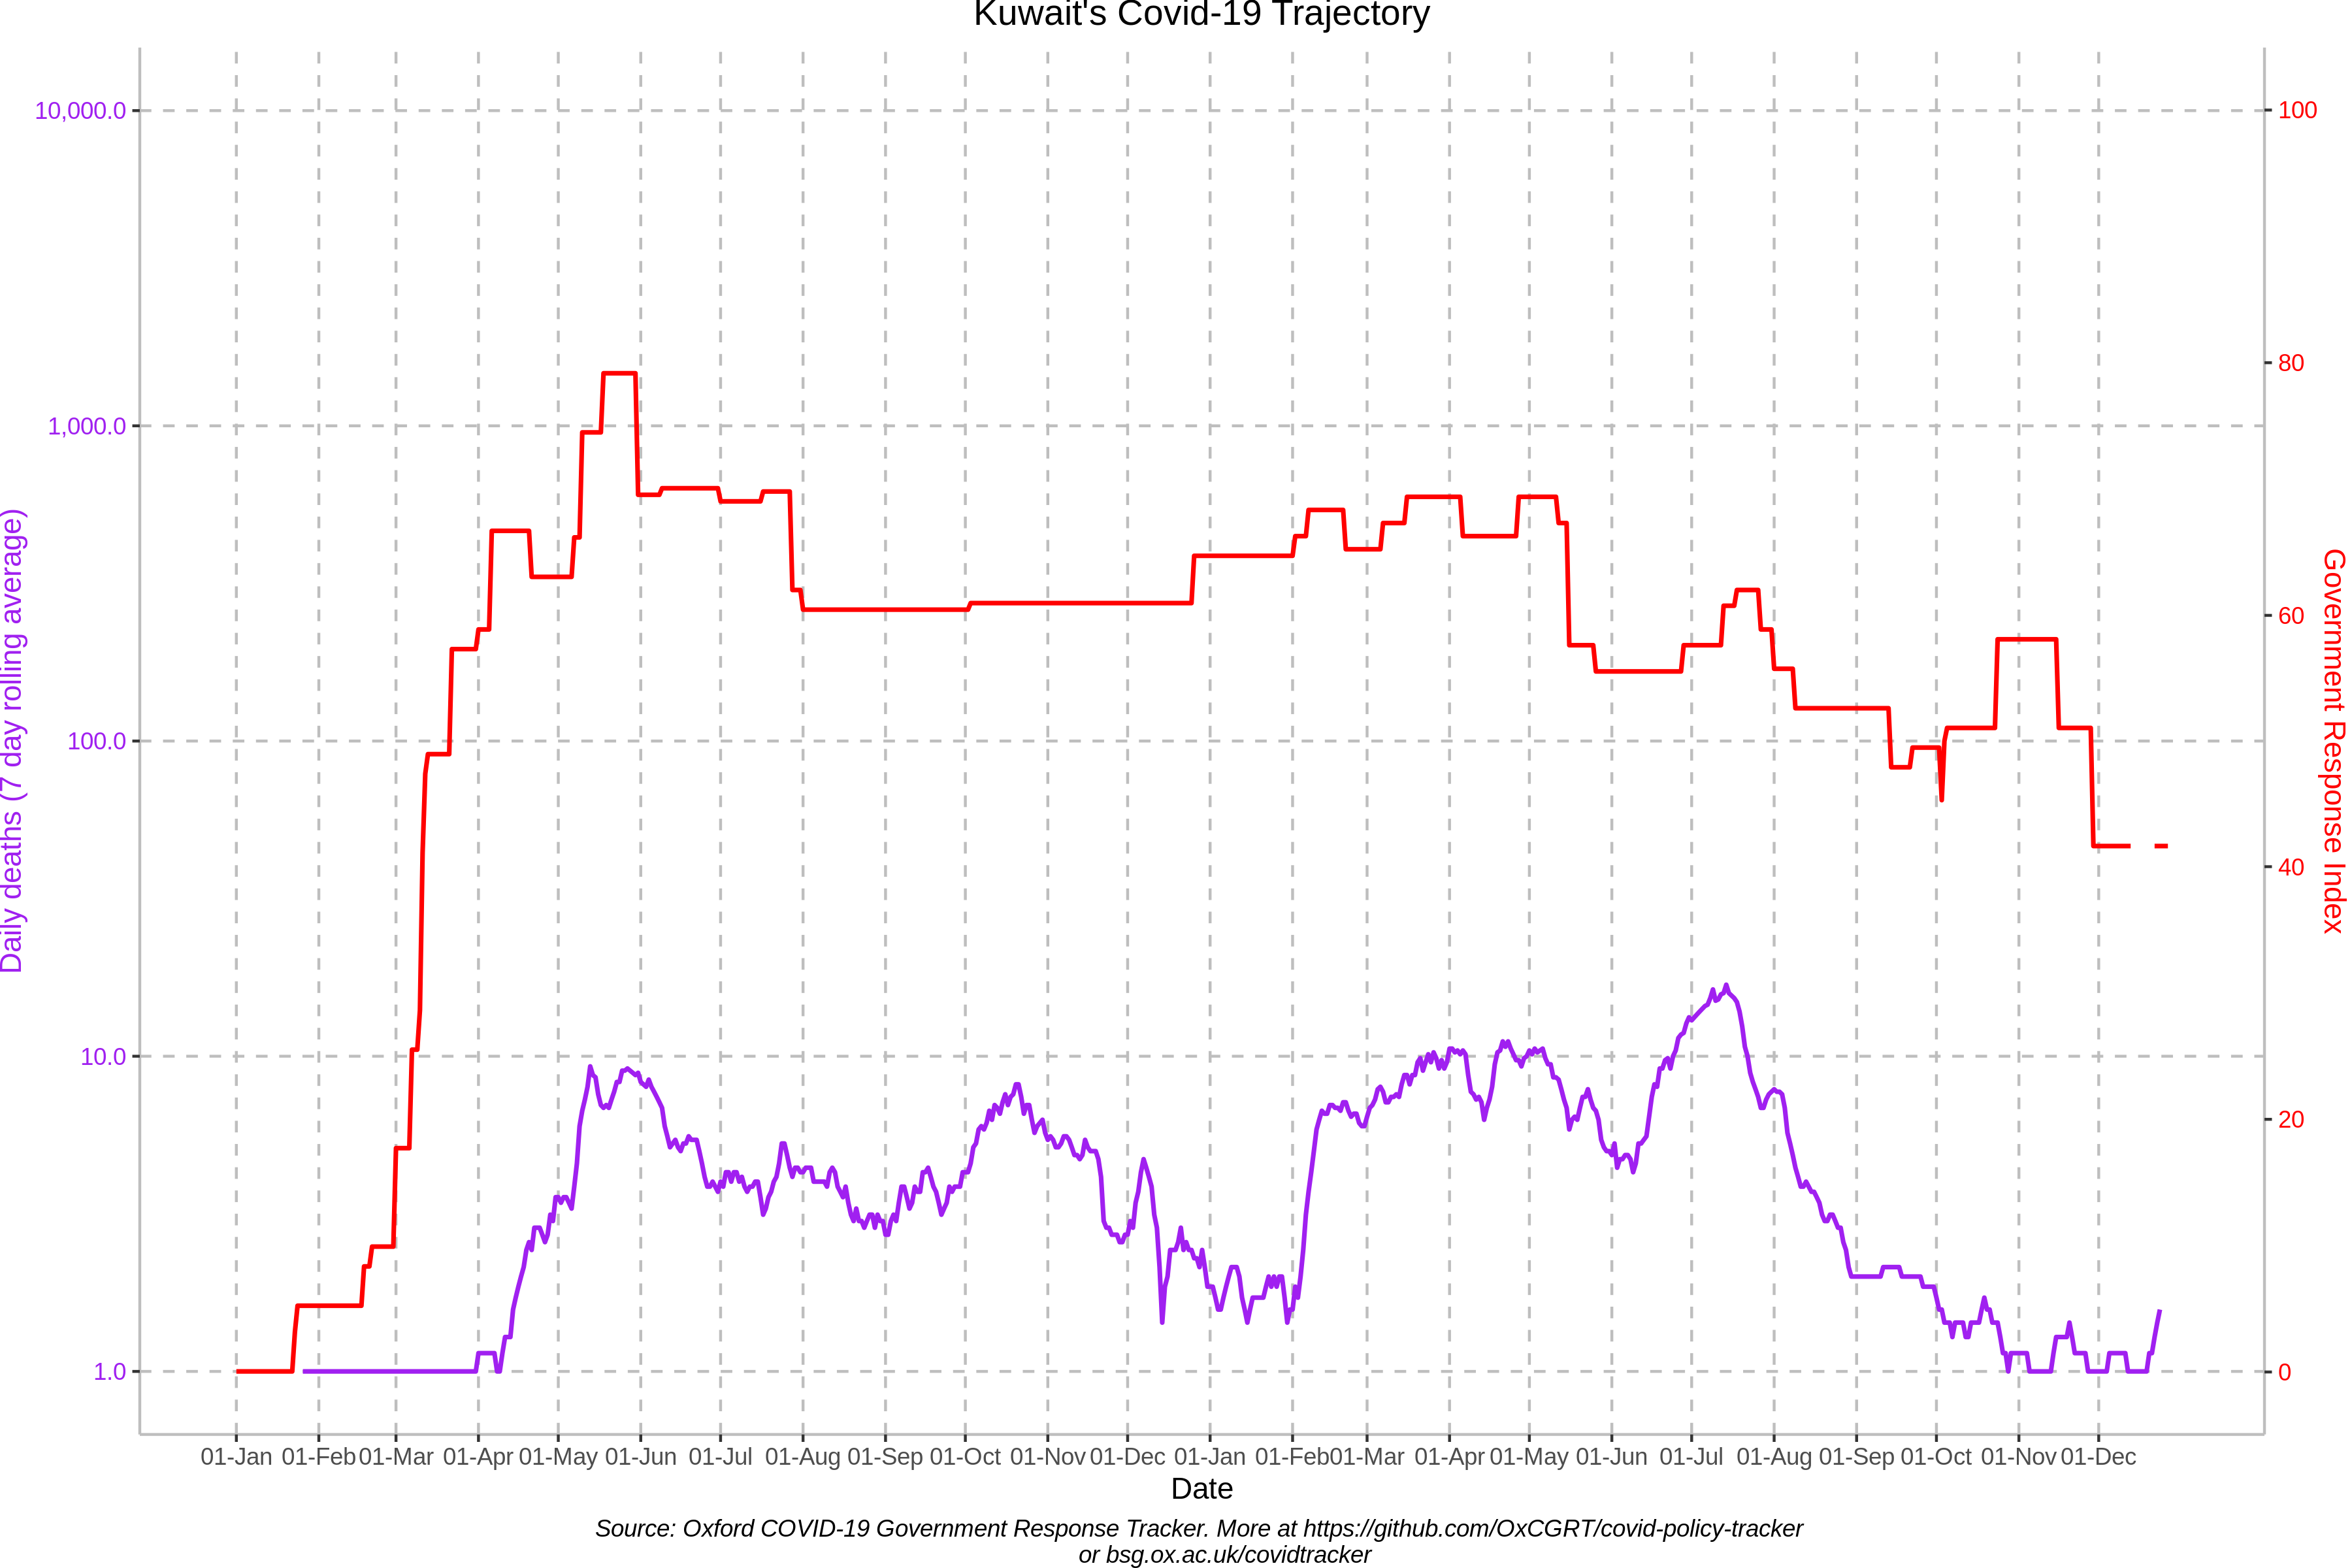 Kuwait's Covid-19 Trajectory
10,000.0
1,000.0
100.0
10.0
1.0
Daily deaths (7 day rolling average)
100
80
60
40
20
0
Government Response Index
01-Jan 01-Feb 01-Mar 01-Apr 01-May 01-Jun 01-Jul 01-Aug 01-Sep 01-Oct 01-Nov 01-Dec 01-Jan 01-Feb 01-Mar 01-Apr 01-May 01-Jun 01-Jul 01-Aug 01-Sep 01-Oct 01-Nov 01-Dec
Date
Source: Oxford COVID-19 Government Response Tracker. More at https://github.com/OxCGRT/covid-policy-tracker
or bsg.ox.ac.uk/covidtracker